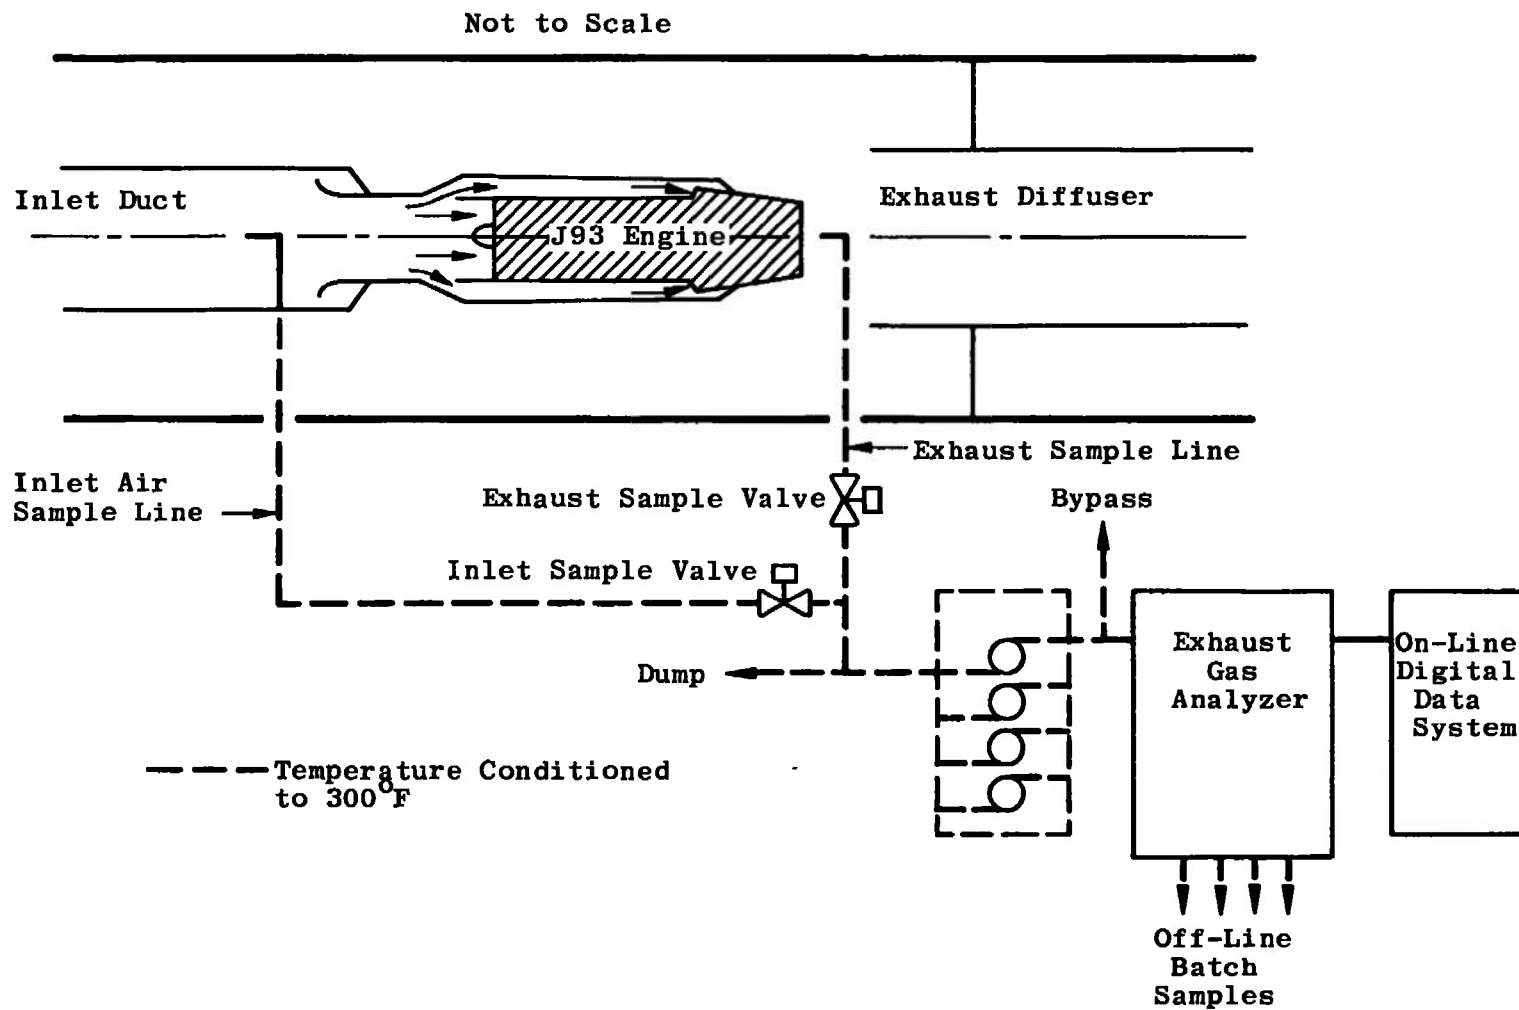 Not to Scale
Inlet Duct
J93 Engine
Exhaust Diffuser
Exhaust Sample Line
Inlet Air
Sample Line
Exhaust Sample Valve
Bypass
Inlet Sample Valve
Dump
Exhaust
Gas
Analyzer
On-Line
Digital
Data
System
Temperature Conditioned
to 300°F
Off-Line
Batch
Samples